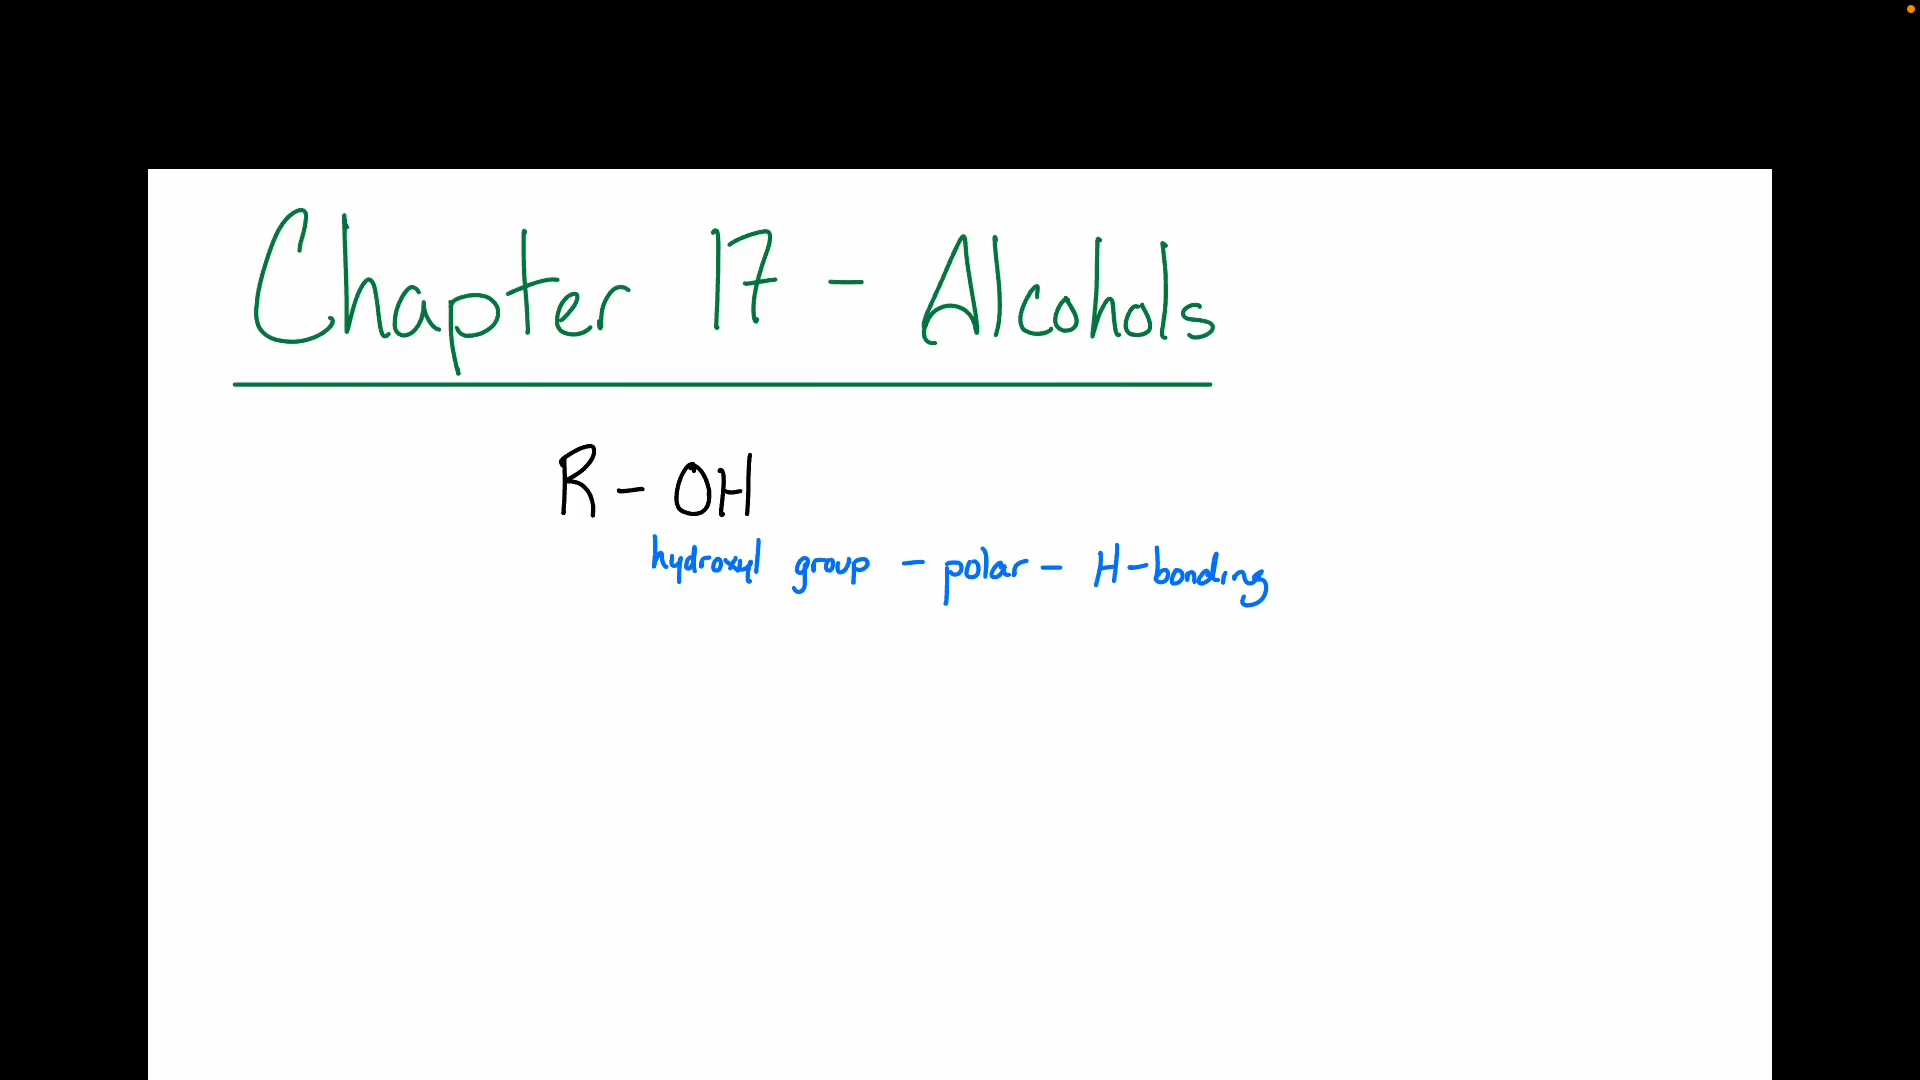 Chapter 17 - Alcohols
R - OH
hydroxyl group - polar - H-bonding